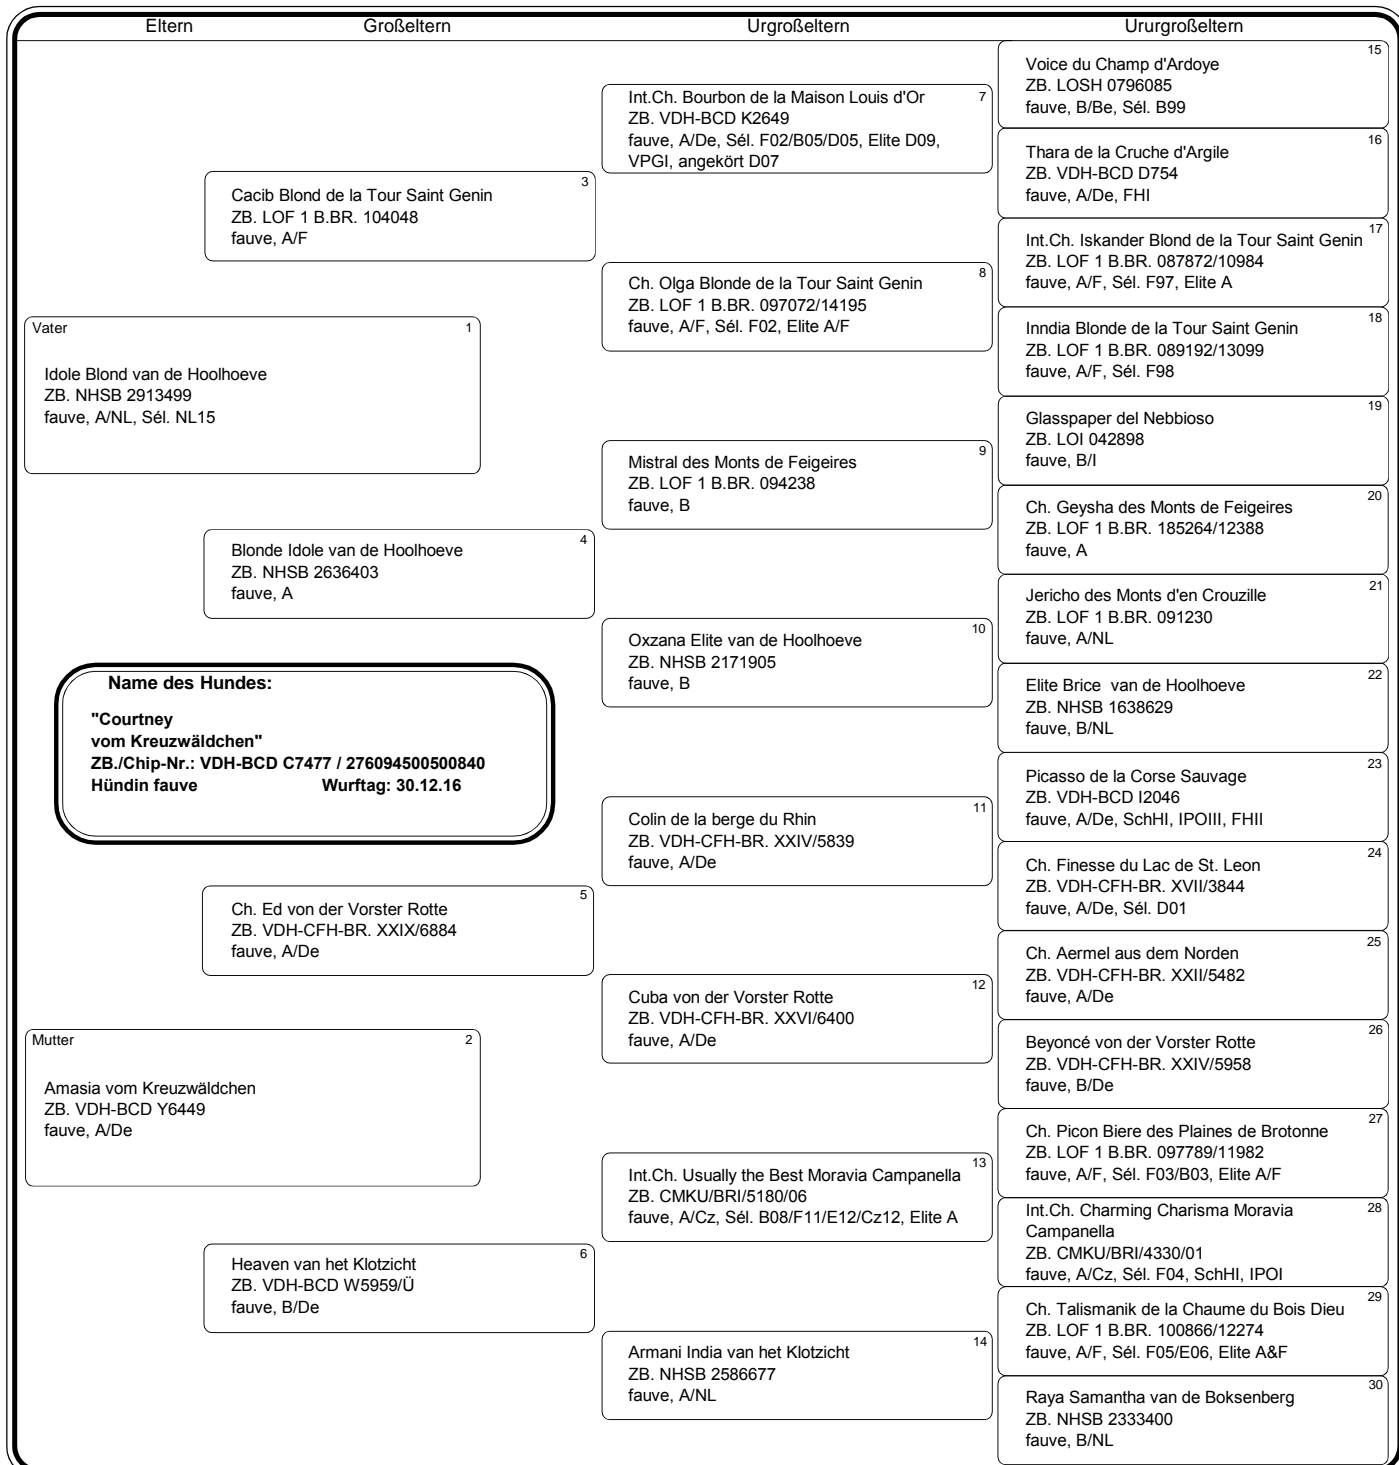 Eltern Großeltern Urgroßeltern Ururgroßeltern
Vater 1
Idole Blond van de Hoolhoeve
ZB. NHSB 2913499
fauve, A/NL, Sél. NL15
Mutter 2
Amasia vom Kreuzwäldchen
ZB. VDH-BCD Y6449
fauve, A/De
Name des Hundes:
"Courtney
vom Kreuzwäldchen"
ZB./Chip-Nr.: VDH-BCD C7477 / 276094500500840
Hündin fauve Wurftag: 30.12.16
3
Cacib Blond de la Tour Saint Genin
ZB. LOF 1 B.BR. 104048
fauve, A/F
4
Blonde Idole van de Hoolhoeve
ZB. NHSB 2636403
fauve, A
5
Ch. Ed von der Vorster Rotte
ZB. VDH-CFH-BR. XXIX/6884
fauve, A/De
6
Heaven van het Klotzicht
ZB. VDH-BCD W5959/Ü
fauve, B/De
Int.Ch. Bourbon de la Maison Louis d'Or 7
ZB. VDH-BCD K2649
fauve, A/De, Sél. F02/B05/D05, Elite D09,
VPGI, angekört D07
8
Ch. Olga Blonde de la Tour Saint Genin
ZB. LOF 1 B.BR. 097072/14195
fauve, A/F, Sél. F02, Elite A/F
9
Mistral des Monts de Feigeires
ZB. LOF 1 B.BR. 094238
fauve, B
10
Oxzana Elite van de Hoolhoeve
ZB. NHSB 2171905
fauve, B
11
Colin de la berge du Rhin
ZB. VDH-CFH-BR. XXIV/5839
fauve, A/De
12
Cuba von der Vorster Rotte
ZB. VDH-CFH-BR. XXVI/6400
fauve, A/De
13
Int.Ch. Usually the Best Moravia Campanella
ZB. CMKU/BRI/5180/06
fauve, A/Cz, Sél. B08/F11/E12/Cz12, Elite A
14
Armani India van het Klotzicht
ZB. NHSB 2586677
fauve, A/NL
15
Voice du Champ d'Ardoye
ZB. LOSH 0796085
fauve, B/Be, Sél. B99
16
Thara de la Cruche d'Argile
ZB. VDH-BCD D754
fauve, A/De, FHI
17
Int.Ch. Iskander Blond de la Tour Saint Genin
ZB. LOF 1 B.BR. 087872/10984
fauve, A/F, Sél. F97, Elite A
18
Inndia Blonde de la Tour Saint Genin
ZB. LOF 1 B.BR. 089192/13099
fauve, A/F, Sél. F98
19
Glasspaper del Nebbioso
ZB. LOI 042898
fauve, B/I
20
Ch. Geysha des Monts de Feigeires
ZB. LOF 1 B.BR. 185264/12388
fauve, A
21
Jericho des Monts d'en Crouzille
ZB. LOF 1 B.BR. 091230
fauve, A/NL
22
Elite Brice van de Hoolhoeve
ZB. NHSB 1638629
fauve, B/NL
23
Picasso de la Corse Sauvage
ZB. VDH-BCD I2046
fauve, A/De, SchHI, IPOIII, FHII
24
Ch. Finesse du Lac de St. Leon
ZB. VDH-CFH-BR. XVII/3844
fauve, A/De, Sél. D01
25
Ch. Aermel aus dem Norden
ZB. VDH-CFH-BR. XXII/5482
fauve, A/De
26
Beyoncé von der Vorster Rotte
ZB. VDH-CFH-BR. XXIV/5958
fauve, B/De
27
Ch. Picon Biere des Plaines de Brotonne
ZB. LOF 1 B.BR. 097789/11982
fauve, A/F, Sél. F03/B03, Elite A/F
Int.Ch. Charming Charisma Moravia 28
Campanella
ZB. CMKU/BRI/4330/01
fauve, A/Cz, Sél. F04, SchHI, IPOI
29
Ch. Talismanik de la Chaume du Bois Dieu
ZB. LOF 1 B.BR. 100866/12274
fauve, A/F, Sél. F05/E06, Elite A&F
30
Raya Samantha van de Boksenberg
ZB. NHSB 2333400
fauve, B/NL